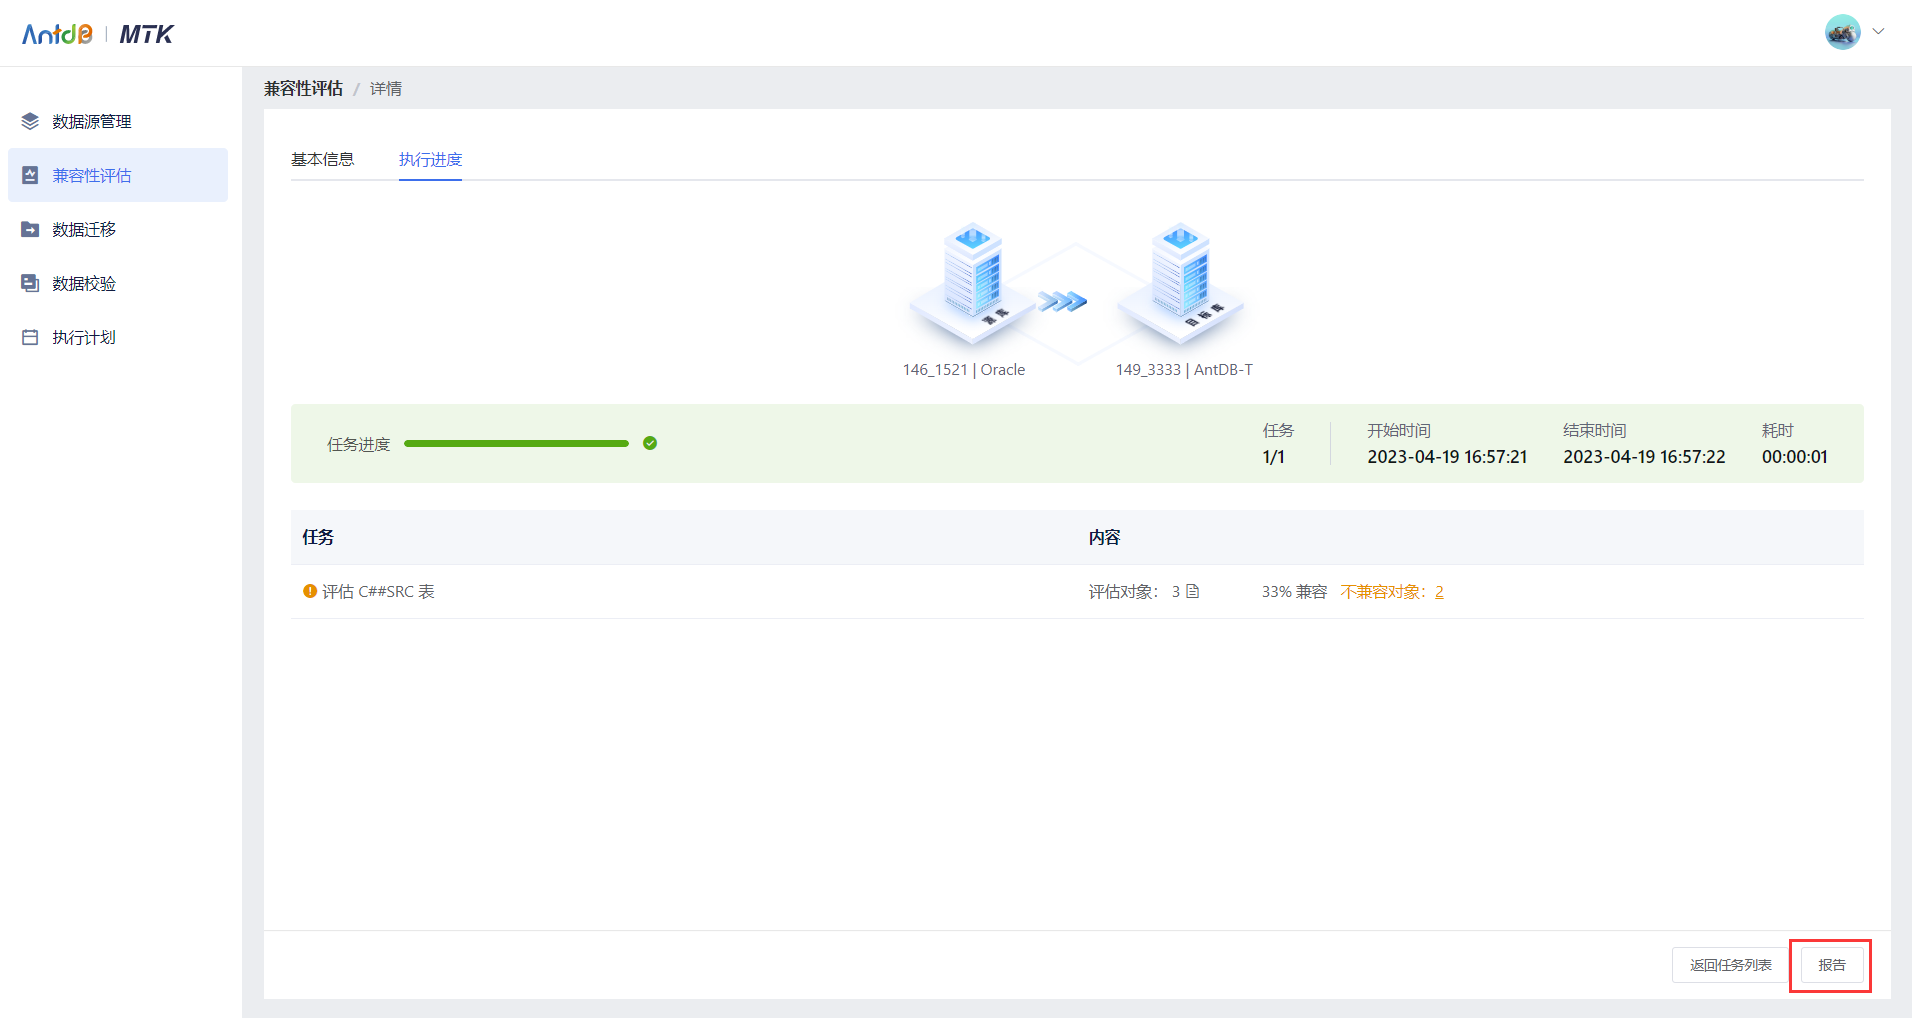 AntdB | MTK
兼容性评估 / 详情
数据源管理
兼容性评估
数据迁移
数据校验
执行计划
基本信息 执行进度
源库
目标库
146_1521 | Oracle
149_3333 | AntDB-T
任务进度
任务
1/1
开始时间
2023-04-19 16:57:21
结束时间
2023-04-19 16:57:22
耗时
00:00:01
任务 内容
评估 C##SRC 表 评估对象： 3 33% 兼容 不兼容对象： 2
返回任务列表 报告